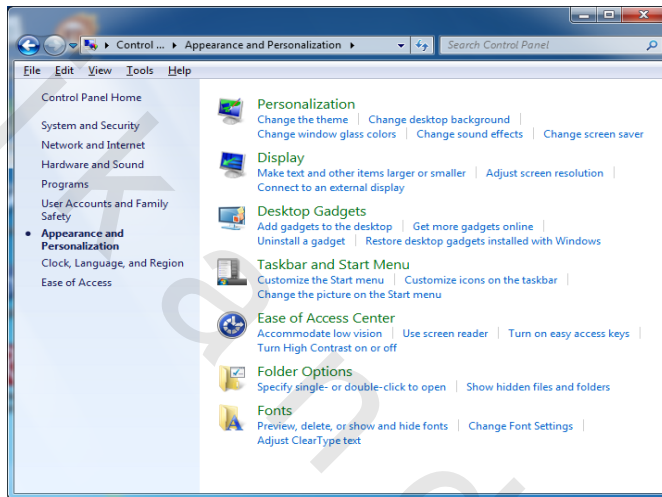 Control ... ▸ Appearance and Personalization ▸ Search Control Panel
File Edit View Tools Help
Control Panel Home
System and Security
Network and Internet
Hardware and Sound
Programs
User Accounts and Family
Safety
Appearance and
Personalization
Clock, Language, and Region
Ease of Access
Personalization
Change the theme | Change desktop background |
Change window glass colors | Change sound effects | Change screen saver
Display
Make text and other items larger or smaller | Adjust screen resolution |
Connect to an external display
Desktop Gadgets
Add gadgets to the desktop | Get more gadgets online |
Uninstall a gadget | Restore desktop gadgets installed with Windows
Taskbar and Start Menu
Customize the Start menu | Customize icons on the taskbar |
Change the picture on the Start menu
Ease of Access Center
Accommodate low vision | Use screen reader | Turn on easy access keys |
Turn High Contrast on or off
Folder Options
Specify single- or double-click to open | Show hidden files and folders
Fonts
Preview, delete, or show and hide fonts | Change Font Settings |
Adjust ClearType text